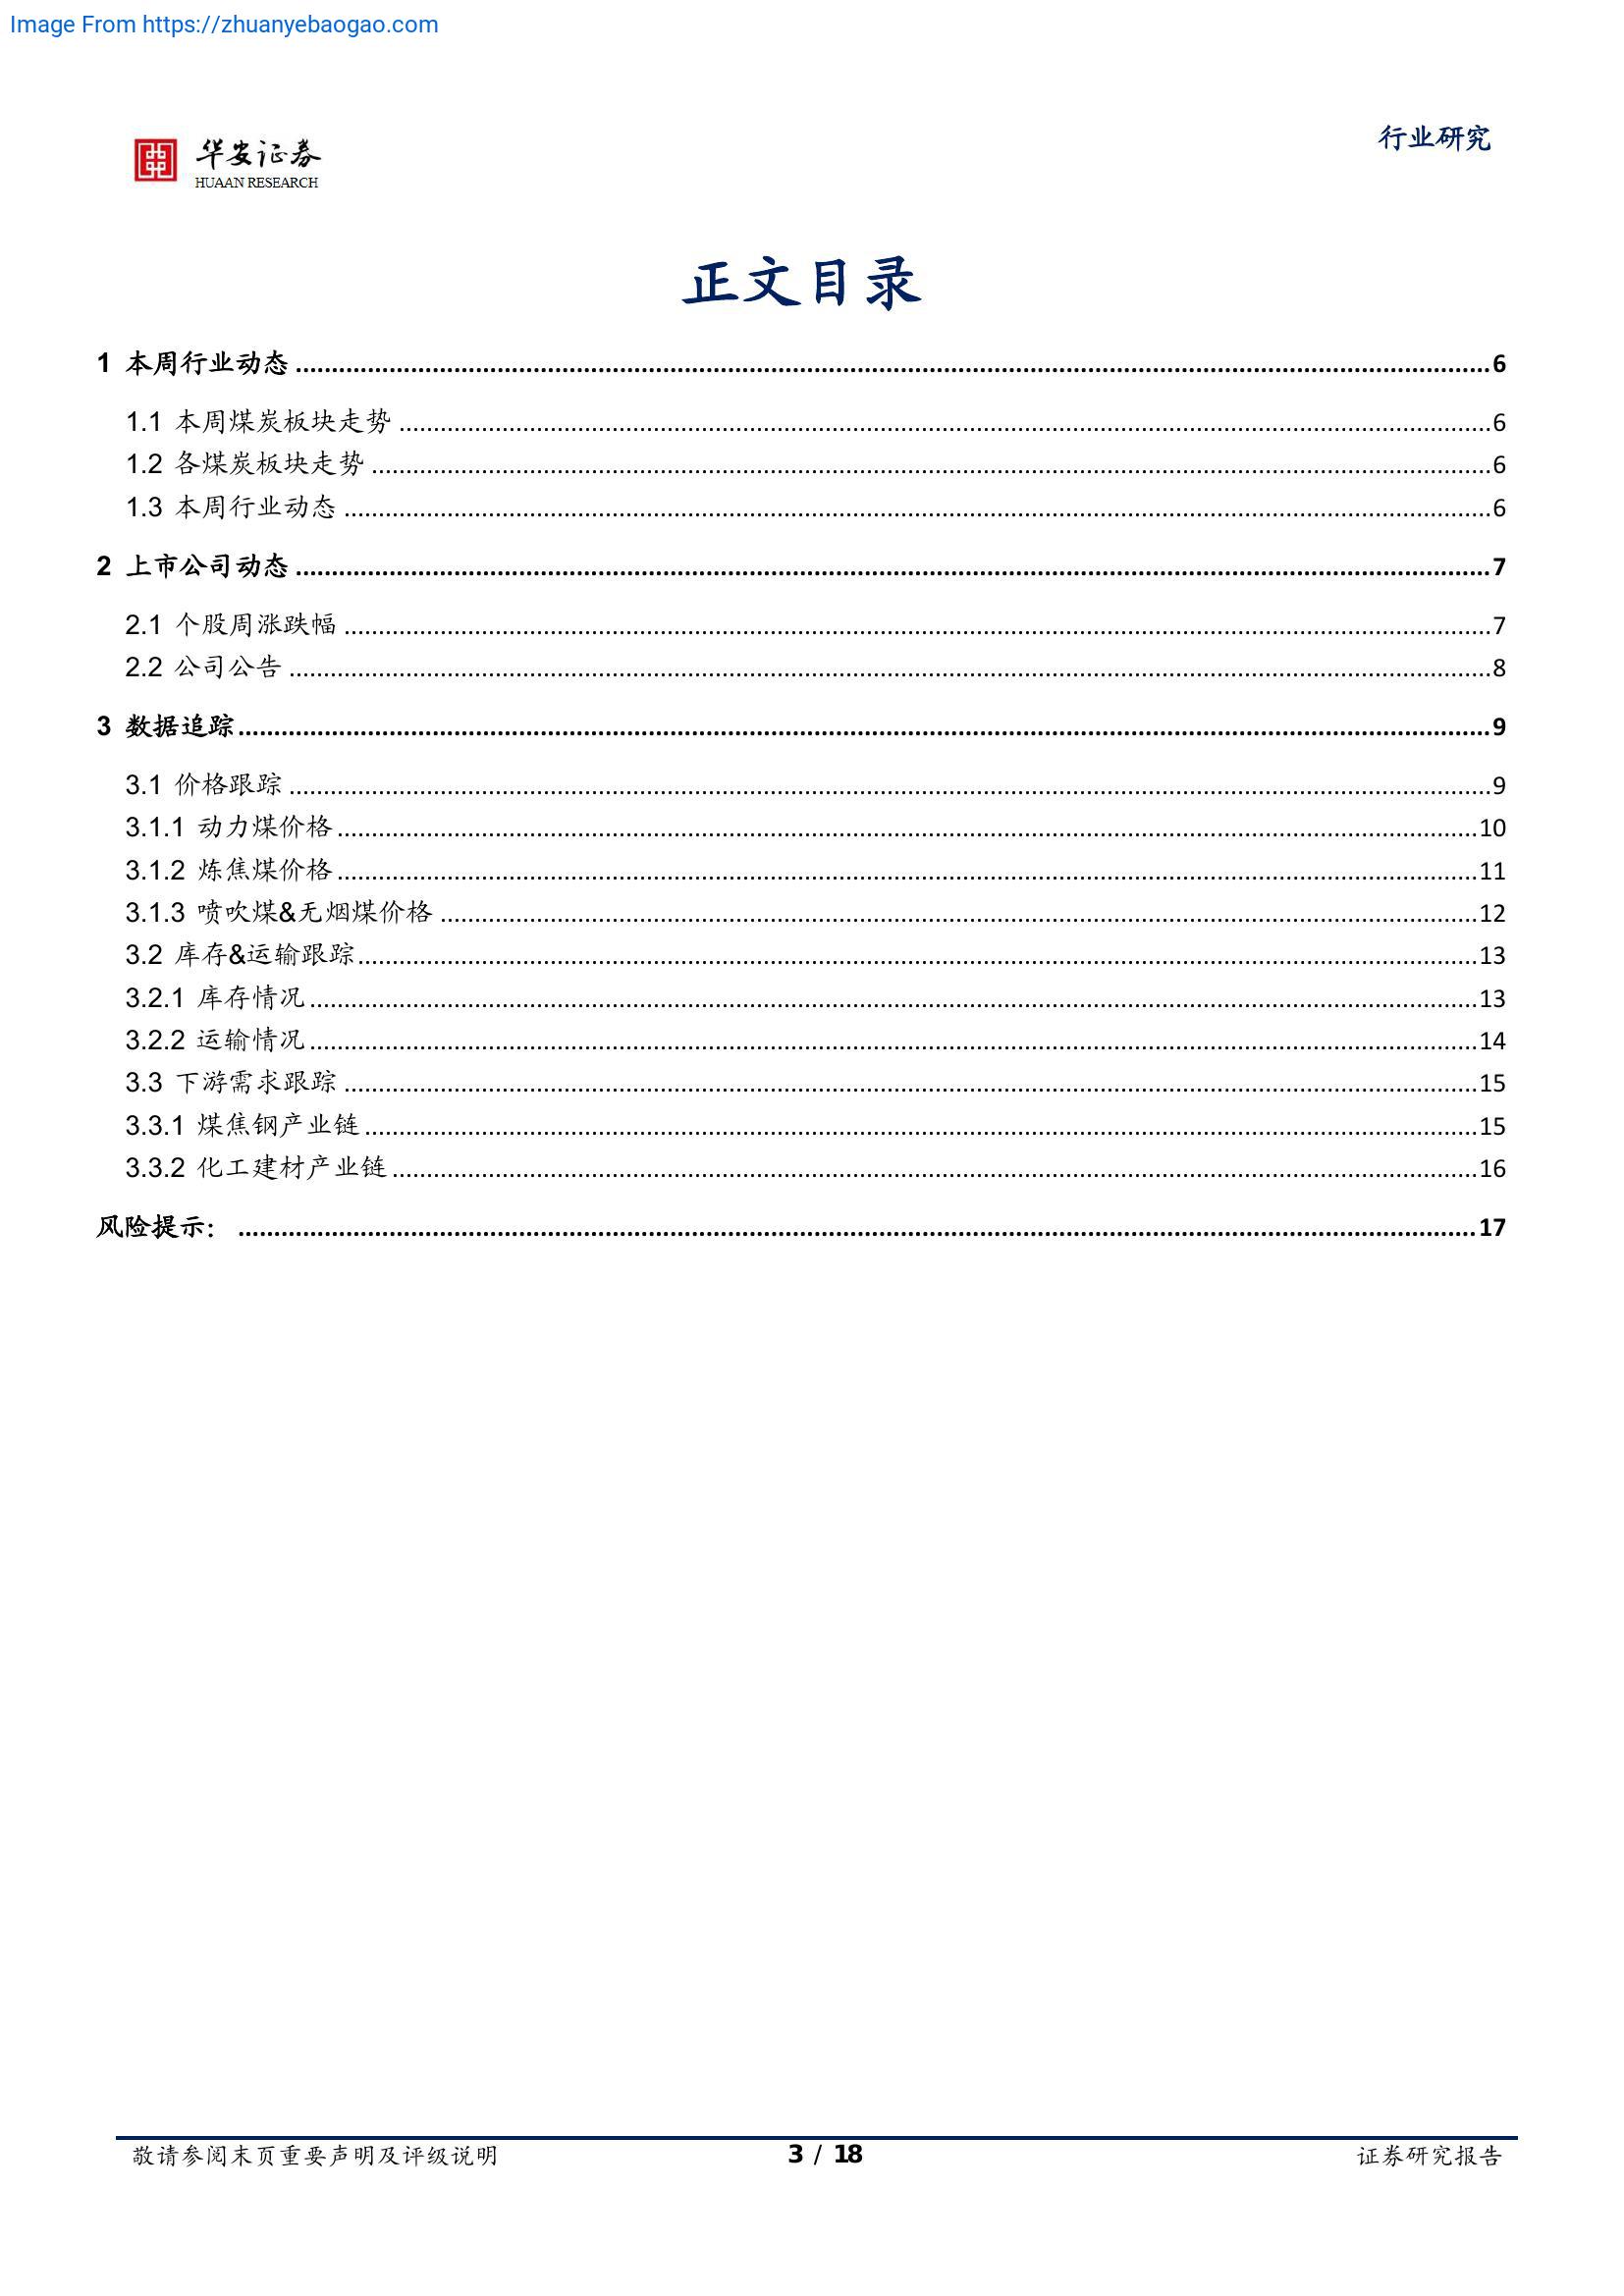 Image From https://zhuanyebaogao.com
华安证券
HUAAN RESEARCH
行业研究
正文目录
1 本周行业动态 ........ 6
1.1 本周煤炭板块走势 ........ 6
1.2 各煤炭板块走势 ........ 6
1.3 本周行业动态 ........ 6
2 上市公司动态 ........ 7
2.1 个股周涨跌幅 ........ 7
2.2 公司公告 ........ 8
3 数据追踪 ........ 9
3.1 价格跟踪 ........ 9
3.1.1 动力煤价格 ........ 10
3.1.2 炼焦煤价格 ........ 11
3.1.3 喷吹煤&无烟煤价格 ........ 12
3.2 库存&运输跟踪 ........ 13
3.2.1 库存情况 ........ 13
3.2.2 运输情况 ........ 14
3.3 下游需求跟踪 ........ 15
3.3.1 煤焦钢产业链 ........ 15
3.3.2 化工建材产业链 ........ 16
风险提示： ........ 17
敬请参阅末页重要声明及评级说明
3 / 18
证券研究报告